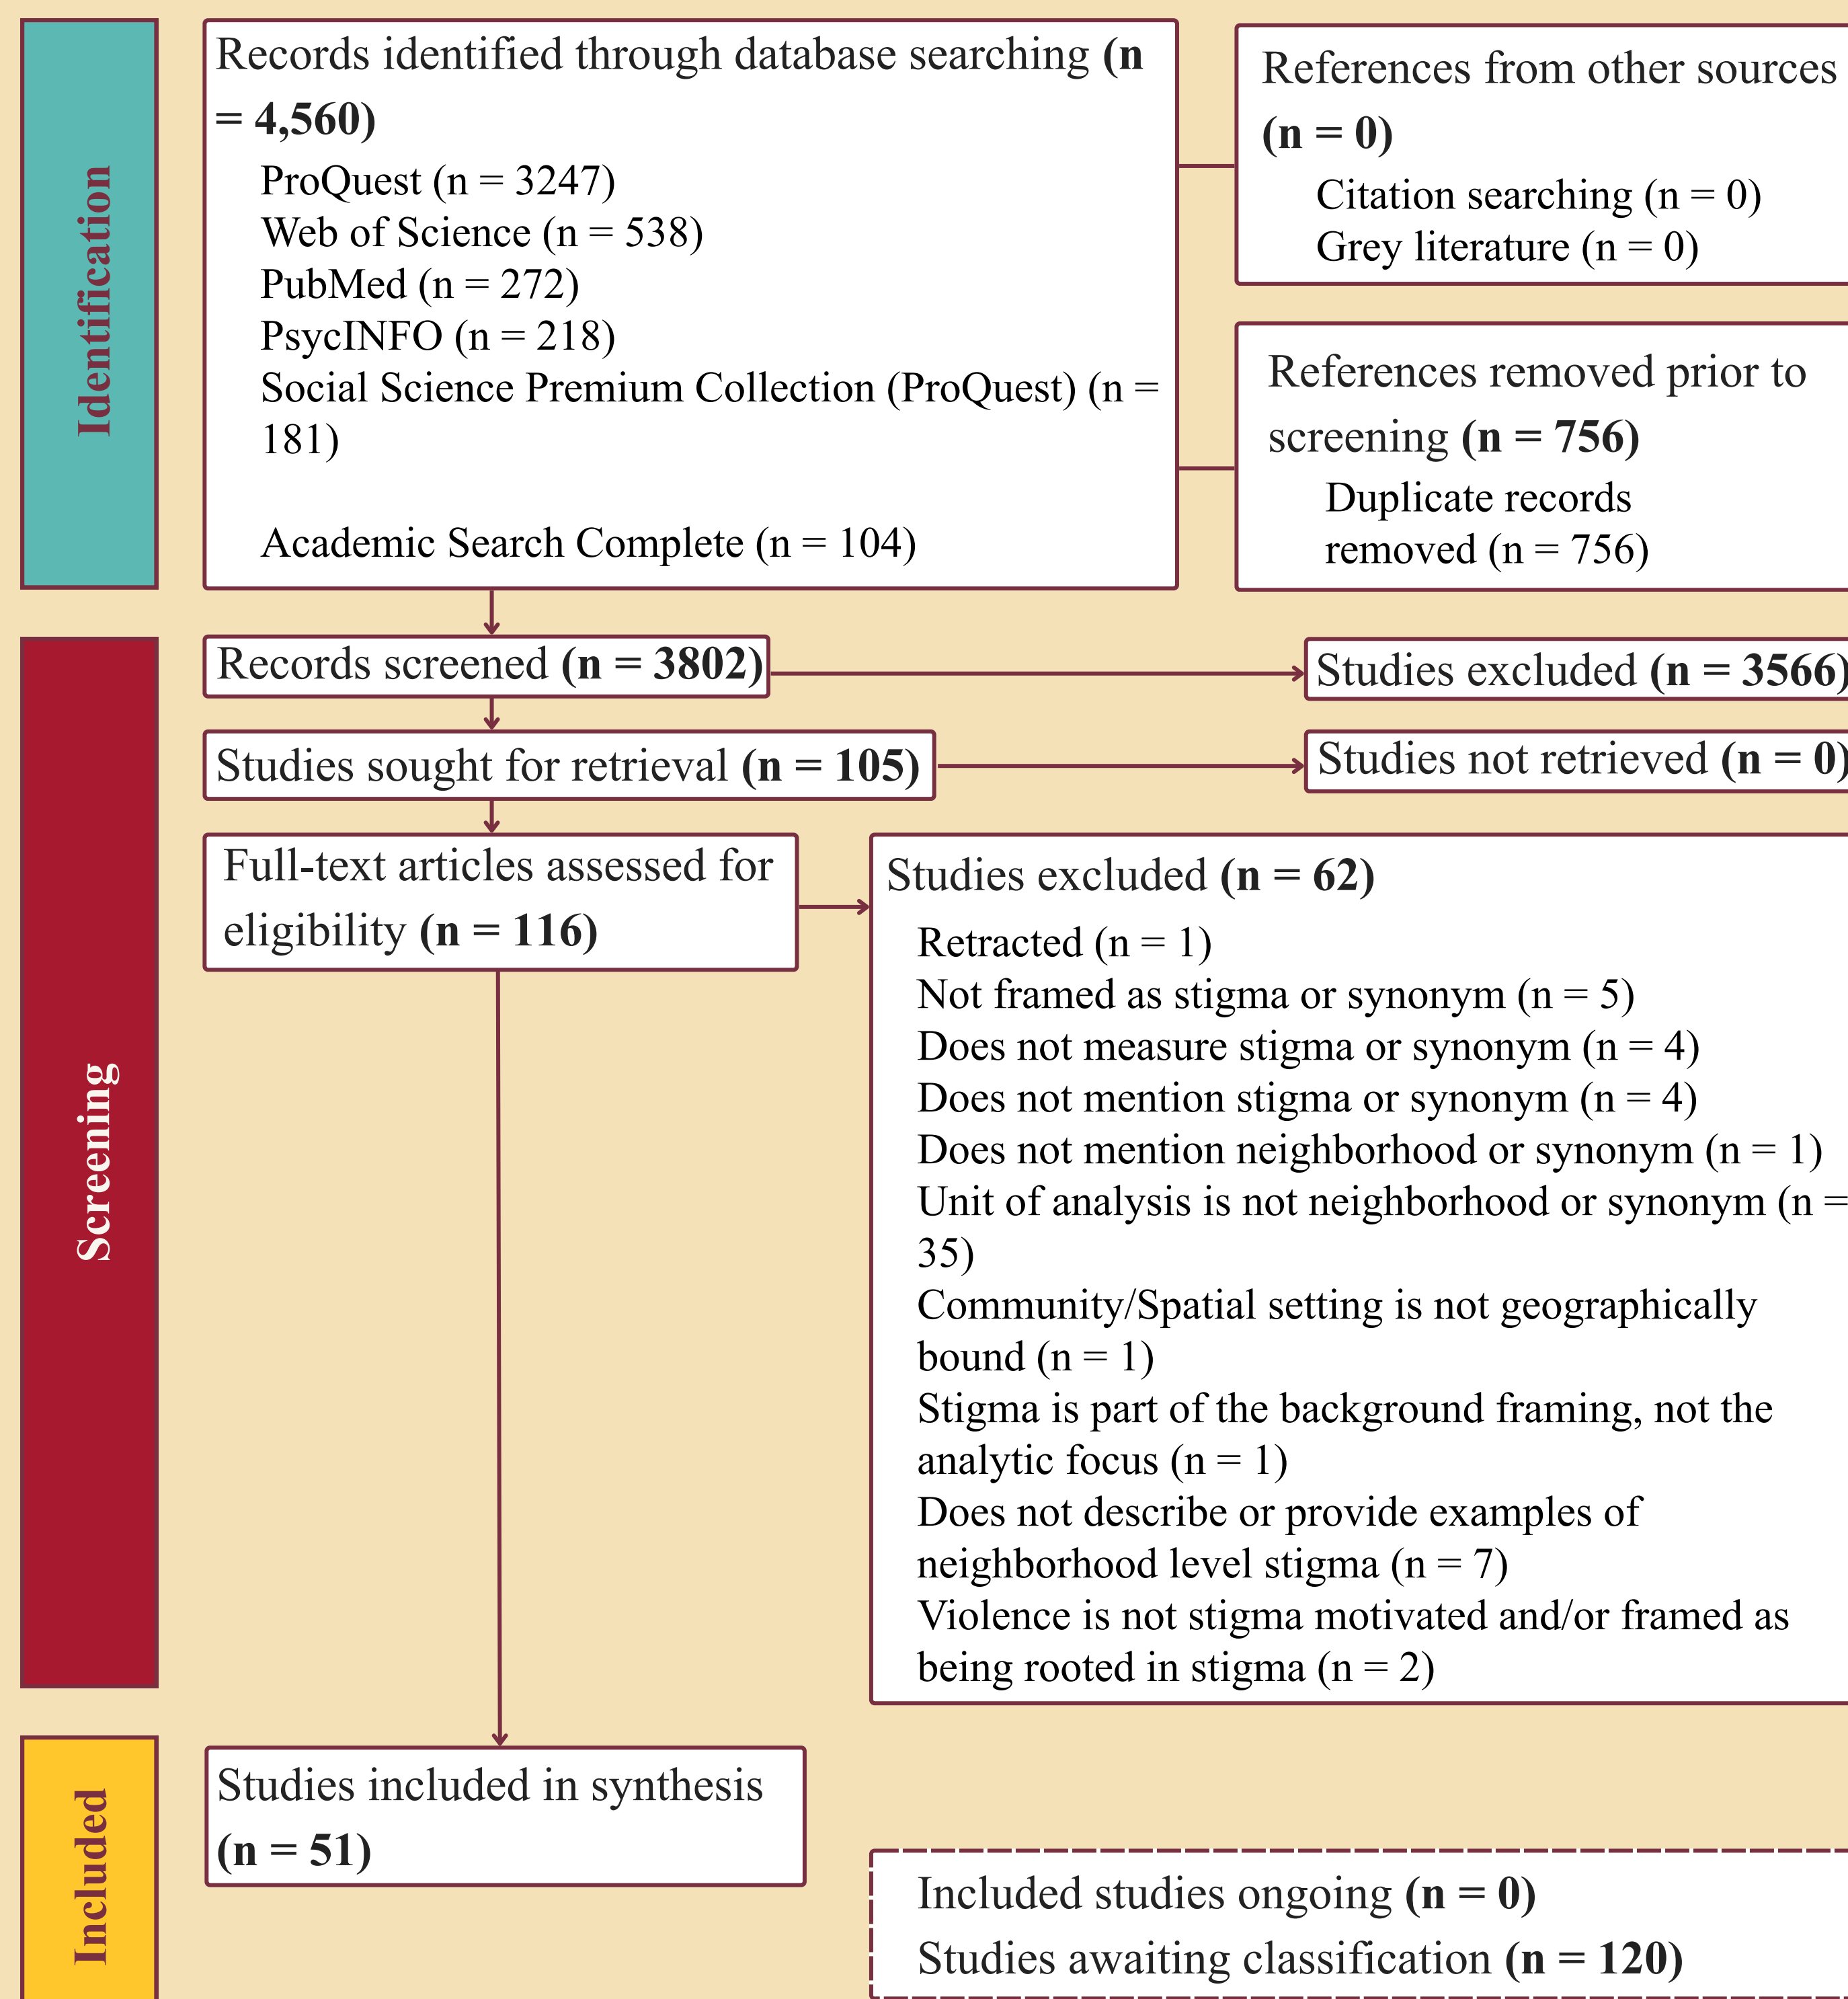 Identification
Records identified through database searching (n
= 4,560)
ProQuest (n = 3247)
Web of Science (n = 538)
PubMed (n = 272)
PsycINFO (n = 218)
Social Science Premium Collection (ProQuest) (n =
181)
Academic Search Complete (n = 104)
References from other sources
(n = 0)
Citation searching (n = 0)
Grey literature (n = 0)
References removed prior to
screening (n = 756)
Duplicate records
removed (n = 756)
Screening
Records screened (n = 3802)
Studies excluded (n = 3566)
Studies sought for retrieval (n = 105)
Studies not retrieved (n = 0)
Full-text articles assessed for
eligibility (n = 116)
Studies excluded (n = 62)
Retracted (n = 1)
Not framed as stigma or synonym (n = 5)
Does not measure stigma or synonym (n = 4)
Does not mention stigma or synonym (n = 4)
Does not mention neighborhood or synonym (n = 1)
Unit of analysis is not neighborhood or synonym (n =
35)
Community/Spatial setting is not geographically
bound (n = 1)
Stigma is part of the background framing, not the
analytic focus (n = 1)
Does not describe or provide examples of
neighborhood level stigma (n = 7)
Violence is not stigma motivated and/or framed as
being rooted in stigma (n = 2)
Included
Studies included in synthesis
(n = 51)
Included studies ongoing (n = 0)
Studies awaiting classification (n = 120)